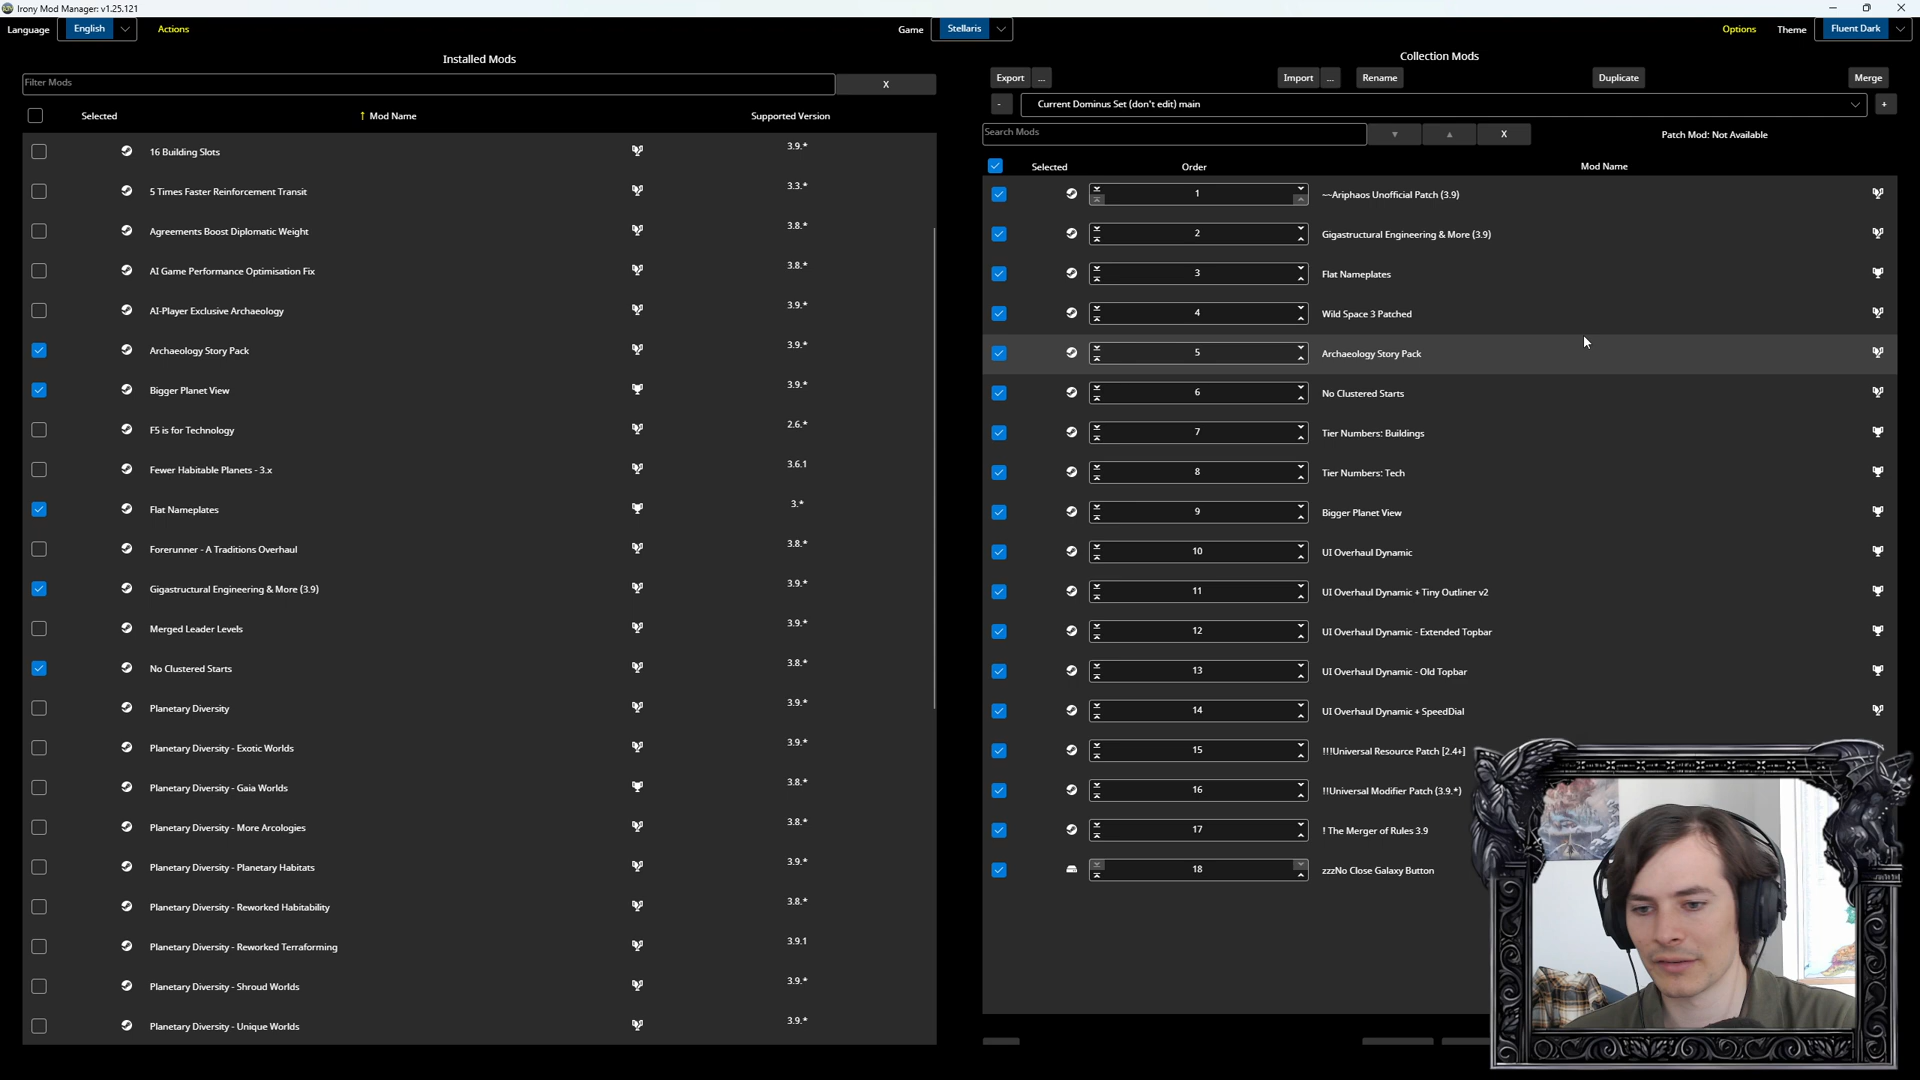 Irony Mod Manager: v1.25.121
Language English Actions Game Stellaris Options Theme Fluent Dark
Installed Mods
Filter Mods X
Selected ↑ Mod Name Supported Version
16 Building Slots 3.9.*
5 Times Faster Reinforcement Transit 3.3.*
Agreements Boost Diplomatic Weight 3.8.*
AI Game Performance Optimisation Fix 3.8.*
AI-Player Exclusive Archaeology 3.9.*
Archaeology Story Pack 3.9.*
Bigger Planet View 3.9.*
F5 is for Technology 2.6.*
Fewer Habitable Planets - 3.x 3.6.1
Flat Nameplates 3.*
Forerunner - A Traditions Overhaul 3.8.*
Gigastructural Engineering & More (3.9) 3.9.*
Merged Leader Levels 3.9.*
No Clustered Starts 3.8.*
Planetary Diversity 3.9.*
Planetary Diversity - Exotic Worlds 3.9.*
Planetary Diversity - Gaia Worlds 3.8.*
Planetary Diversity - More Arcologies 3.8.*
Planetary Diversity - Planetary Habitats 3.9.*
Planetary Diversity - Reworked Habitability 3.8.*
Planetary Diversity - Reworked Terraforming 3.9.1
Planetary Diversity - Shroud Worlds 3.9.*
Planetary Diversity - Unique Worlds 3.9.*
Collection Mods
Export ... Import ... Rename Duplicate Merge
- Current Dominus Set (don't edit) main +
Search Mods ▼ ▲ X Patch Mod: Not Available
Selected Order Mod Name
1 ~~Ariphaos Unofficial Patch (3.9)
2 Gigastructural Engineering & More (3.9)
3 Flat Nameplates
4 Wild Space 3 Patched
5 Archaeology Story Pack
6 No Clustered Starts
7 Tier Numbers: Buildings
8 Tier Numbers: Tech
9 Bigger Planet View
10 UI Overhaul Dynamic
11 UI Overhaul Dynamic + Tiny Outliner v2
12 UI Overhaul Dynamic - Extended Topbar
13 UI Overhaul Dynamic - Old Topbar
14 UI Overhaul Dynamic + SpeedDial
15 !!!Universal Resource Patch [2.4+]
16 !!Universal Modifier Patch (3.9.*)
17 ! The Merger of Rules 3.9
18 zzzNo Close Galaxy Button